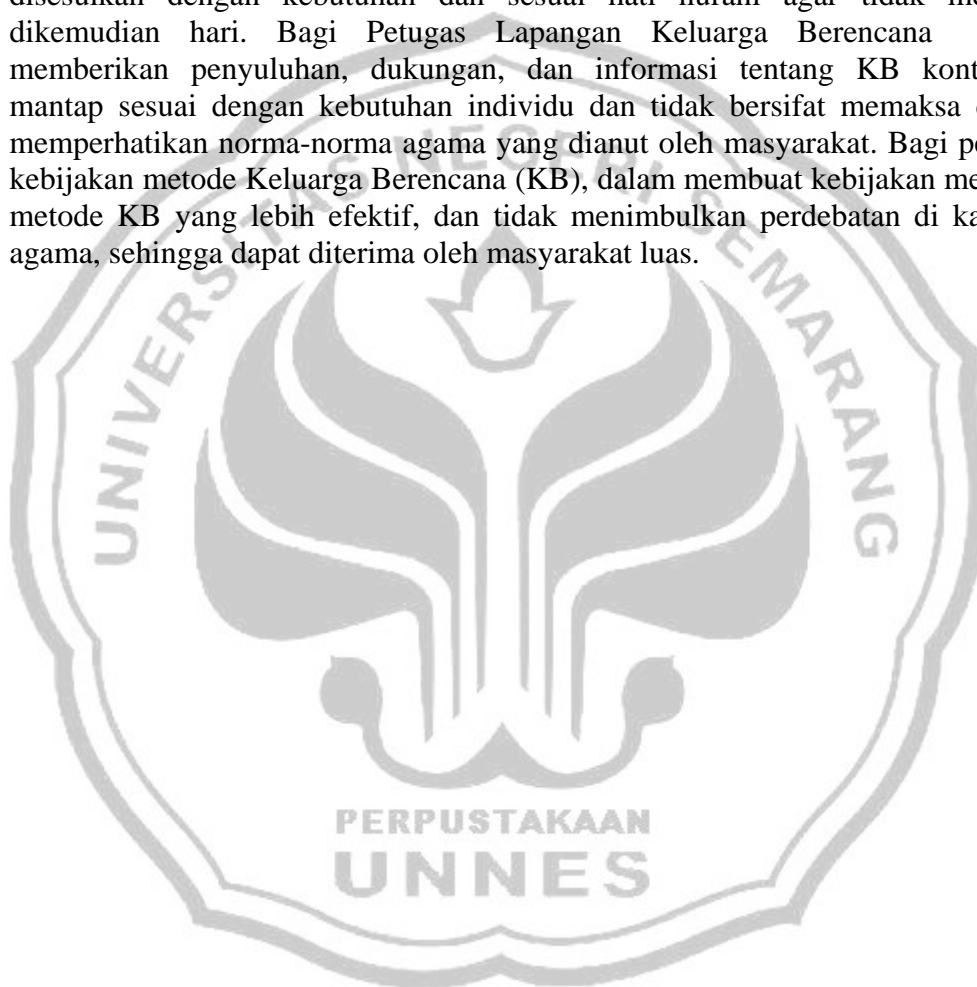 disesuikan dengan kebutuhan dan sesuai hati nurani agar tidak
dikemudian hari. Bagi Petugas Lapangan Keluarga Berencana
memberikan penyuluhan, dukungan, dan informasi tentang KB
mantap sesuai dengan kebutuhan individu dan tidak bersifat memaksa
memperhatikan norma-norma agama yang dianut oleh masyarakat. Bagi
kebijakan metode Keluarga Berencana (KB), dalam membuat kebijakan
metode KB yang lebih efektif, dan tidak menimbulkan perdebatan di
agama, sehingga dapat diterima oleh masyarakat luas.
UNIVERSITAS NEGERI SEMARANG
PERPUSTAKAAN
UNNES